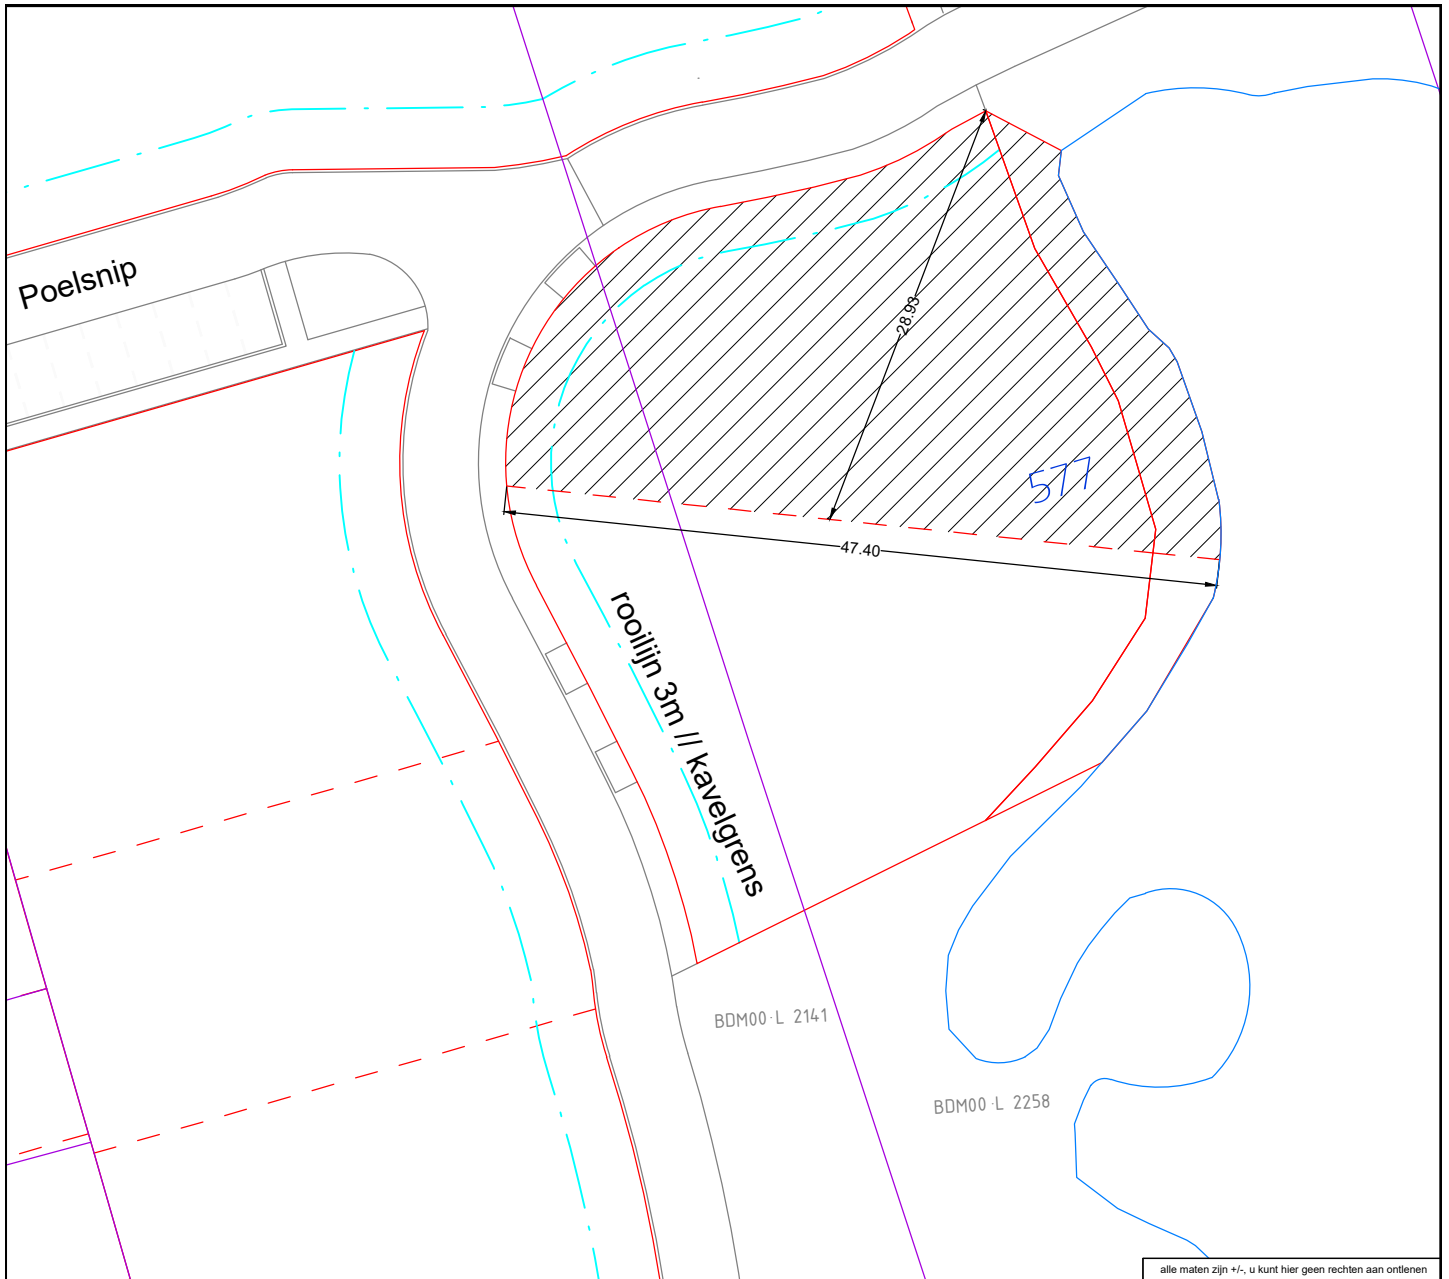 Poelsnip
28.93
577
47.40
rooilijn 3m // kavelgrens
BDM00 L 2141
BDM00 L 2258
alle maten zijn +/-, u kunt hier geen rechten aan ontlenen